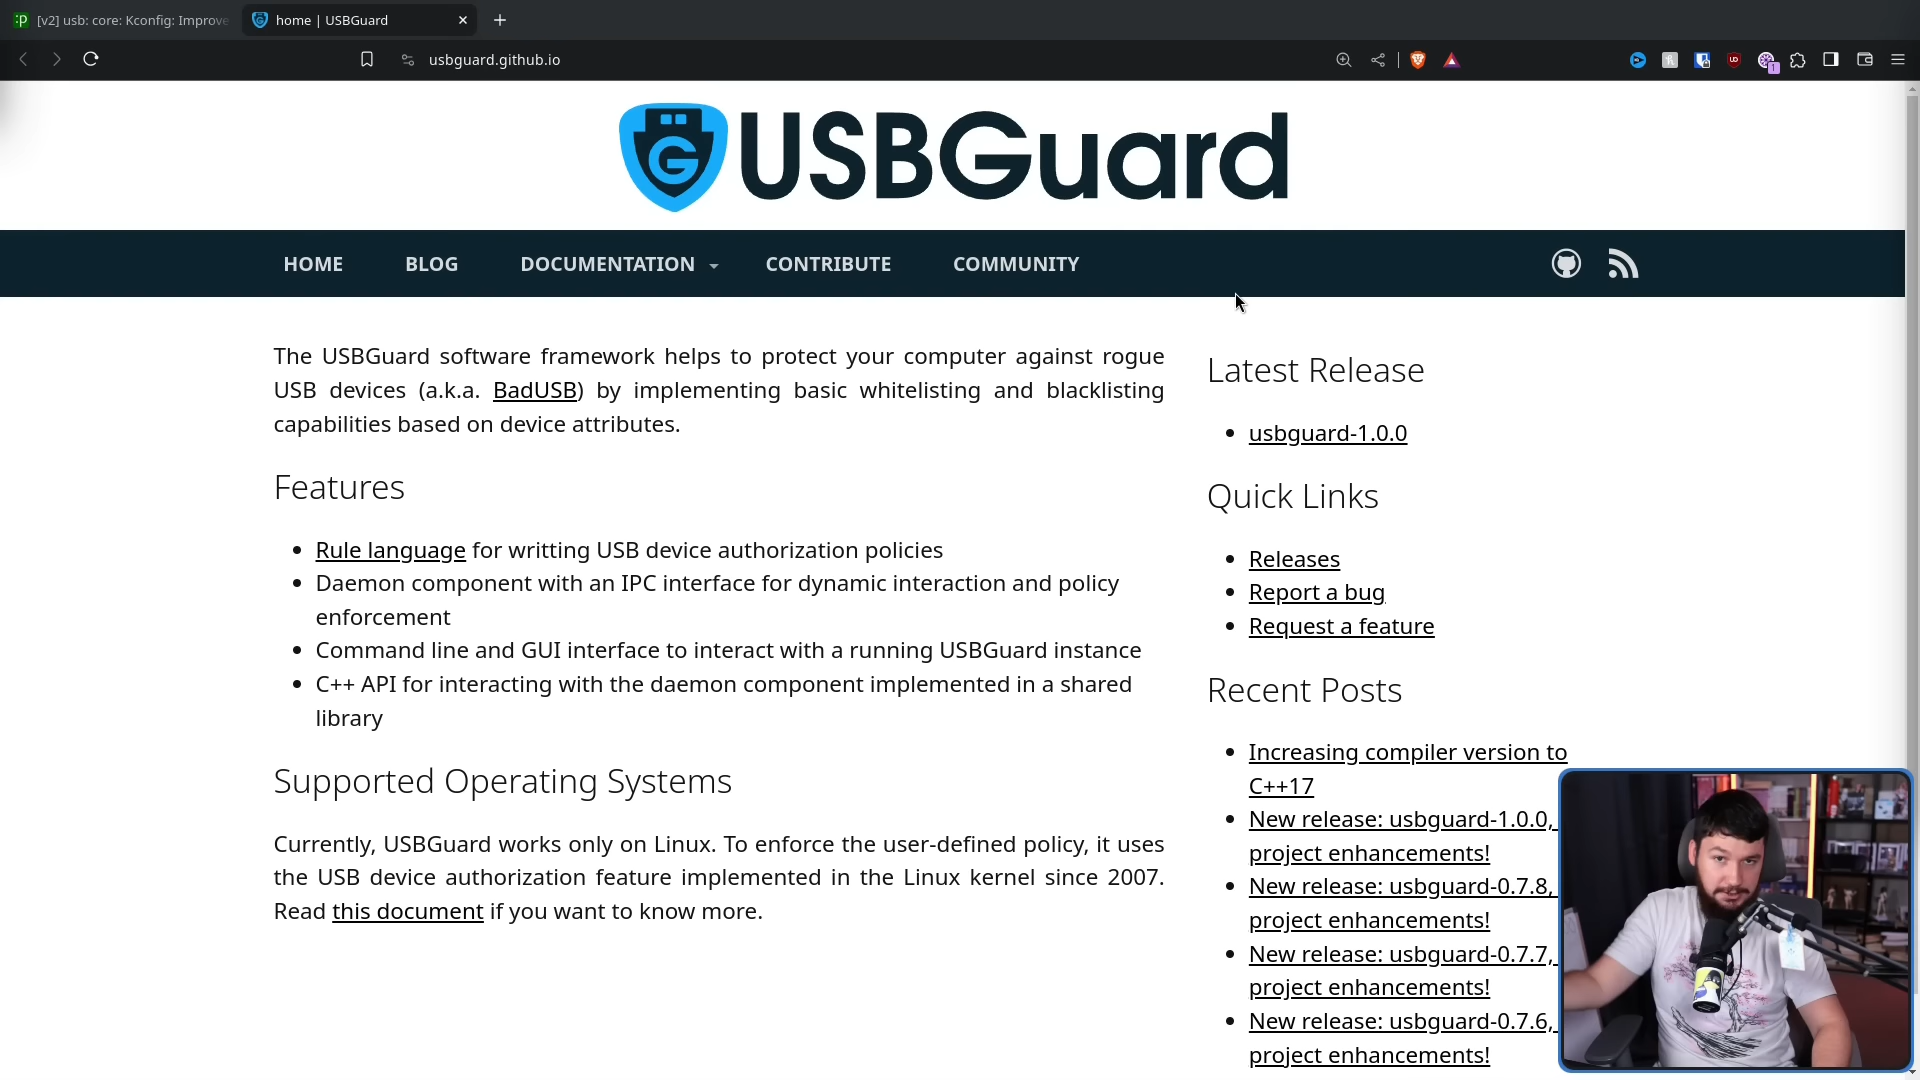 [v2] usb: core: Kconfig: Improve
home | USBGuard
usbguard.github.io
USBGuard
HOME BLOG DOCUMENTATION CONTRIBUTE COMMUNITY
The USBGuard software framework helps to protect your computer against rogue
USB devices (a.k.a. BadUSB) by implementing basic whitelisting and blacklisting
capabilities based on device attributes.
Features
Rule language for writting USB device authorization policies
Daemon component with an IPC interface for dynamic interaction and policy
enforcement
Command line and GUI interface to interact with a running USBGuard instance
C++ API for interacting with the daemon component implemented in a shared
library
Supported Operating Systems
Currently, USBGuard works only on Linux. To enforce the user-defined policy, it uses
the USB device authorization feature implemented in the Linux kernel since 2007.
Read this document if you want to know more.
Latest Release
usbguard-1.0.0
Quick Links
Releases
Report a bug
Request a feature
Recent Posts
Increasing compiler version to
C++17
New release: usbguard-1.0.0,
project enhancements!
New release: usbguard-0.7.8,
project enhancements!
New release: usbguard-0.7.7,
project enhancements!
New release: usbguard-0.7.6,
project enhancements!